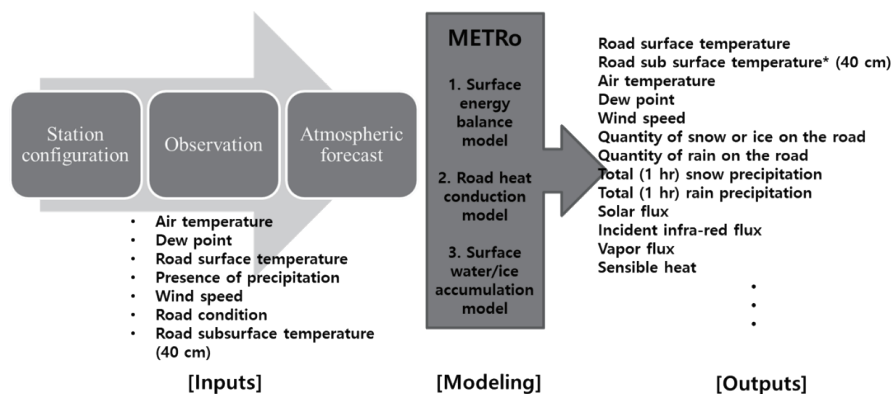 Station
configuration
Observation
Atmospheric
forecast
• Air temperature
• Dew point
• Road surface temperature
• Presence of precipitation
• Wind speed
• Road condition
• Road subsurface temperature
(40 cm)
[Inputs]
METRo
1. Surface
energy
balance
model
2. Road heat
conduction
model
3. Surface
water/ice
accumulation
model
[Modeling]
Road surface temperature
Road sub surface temperature* (40 cm)
Air temperature
Dew point
Wind speed
Quantity of snow or ice on the road
Quantity of rain on the road
Total (1 hr) snow precipitation
Total (1 hr) rain precipitation
Solar flux
Incident infra-red flux
Vapor flux
Sensible heat
•
•
•
[Outputs]